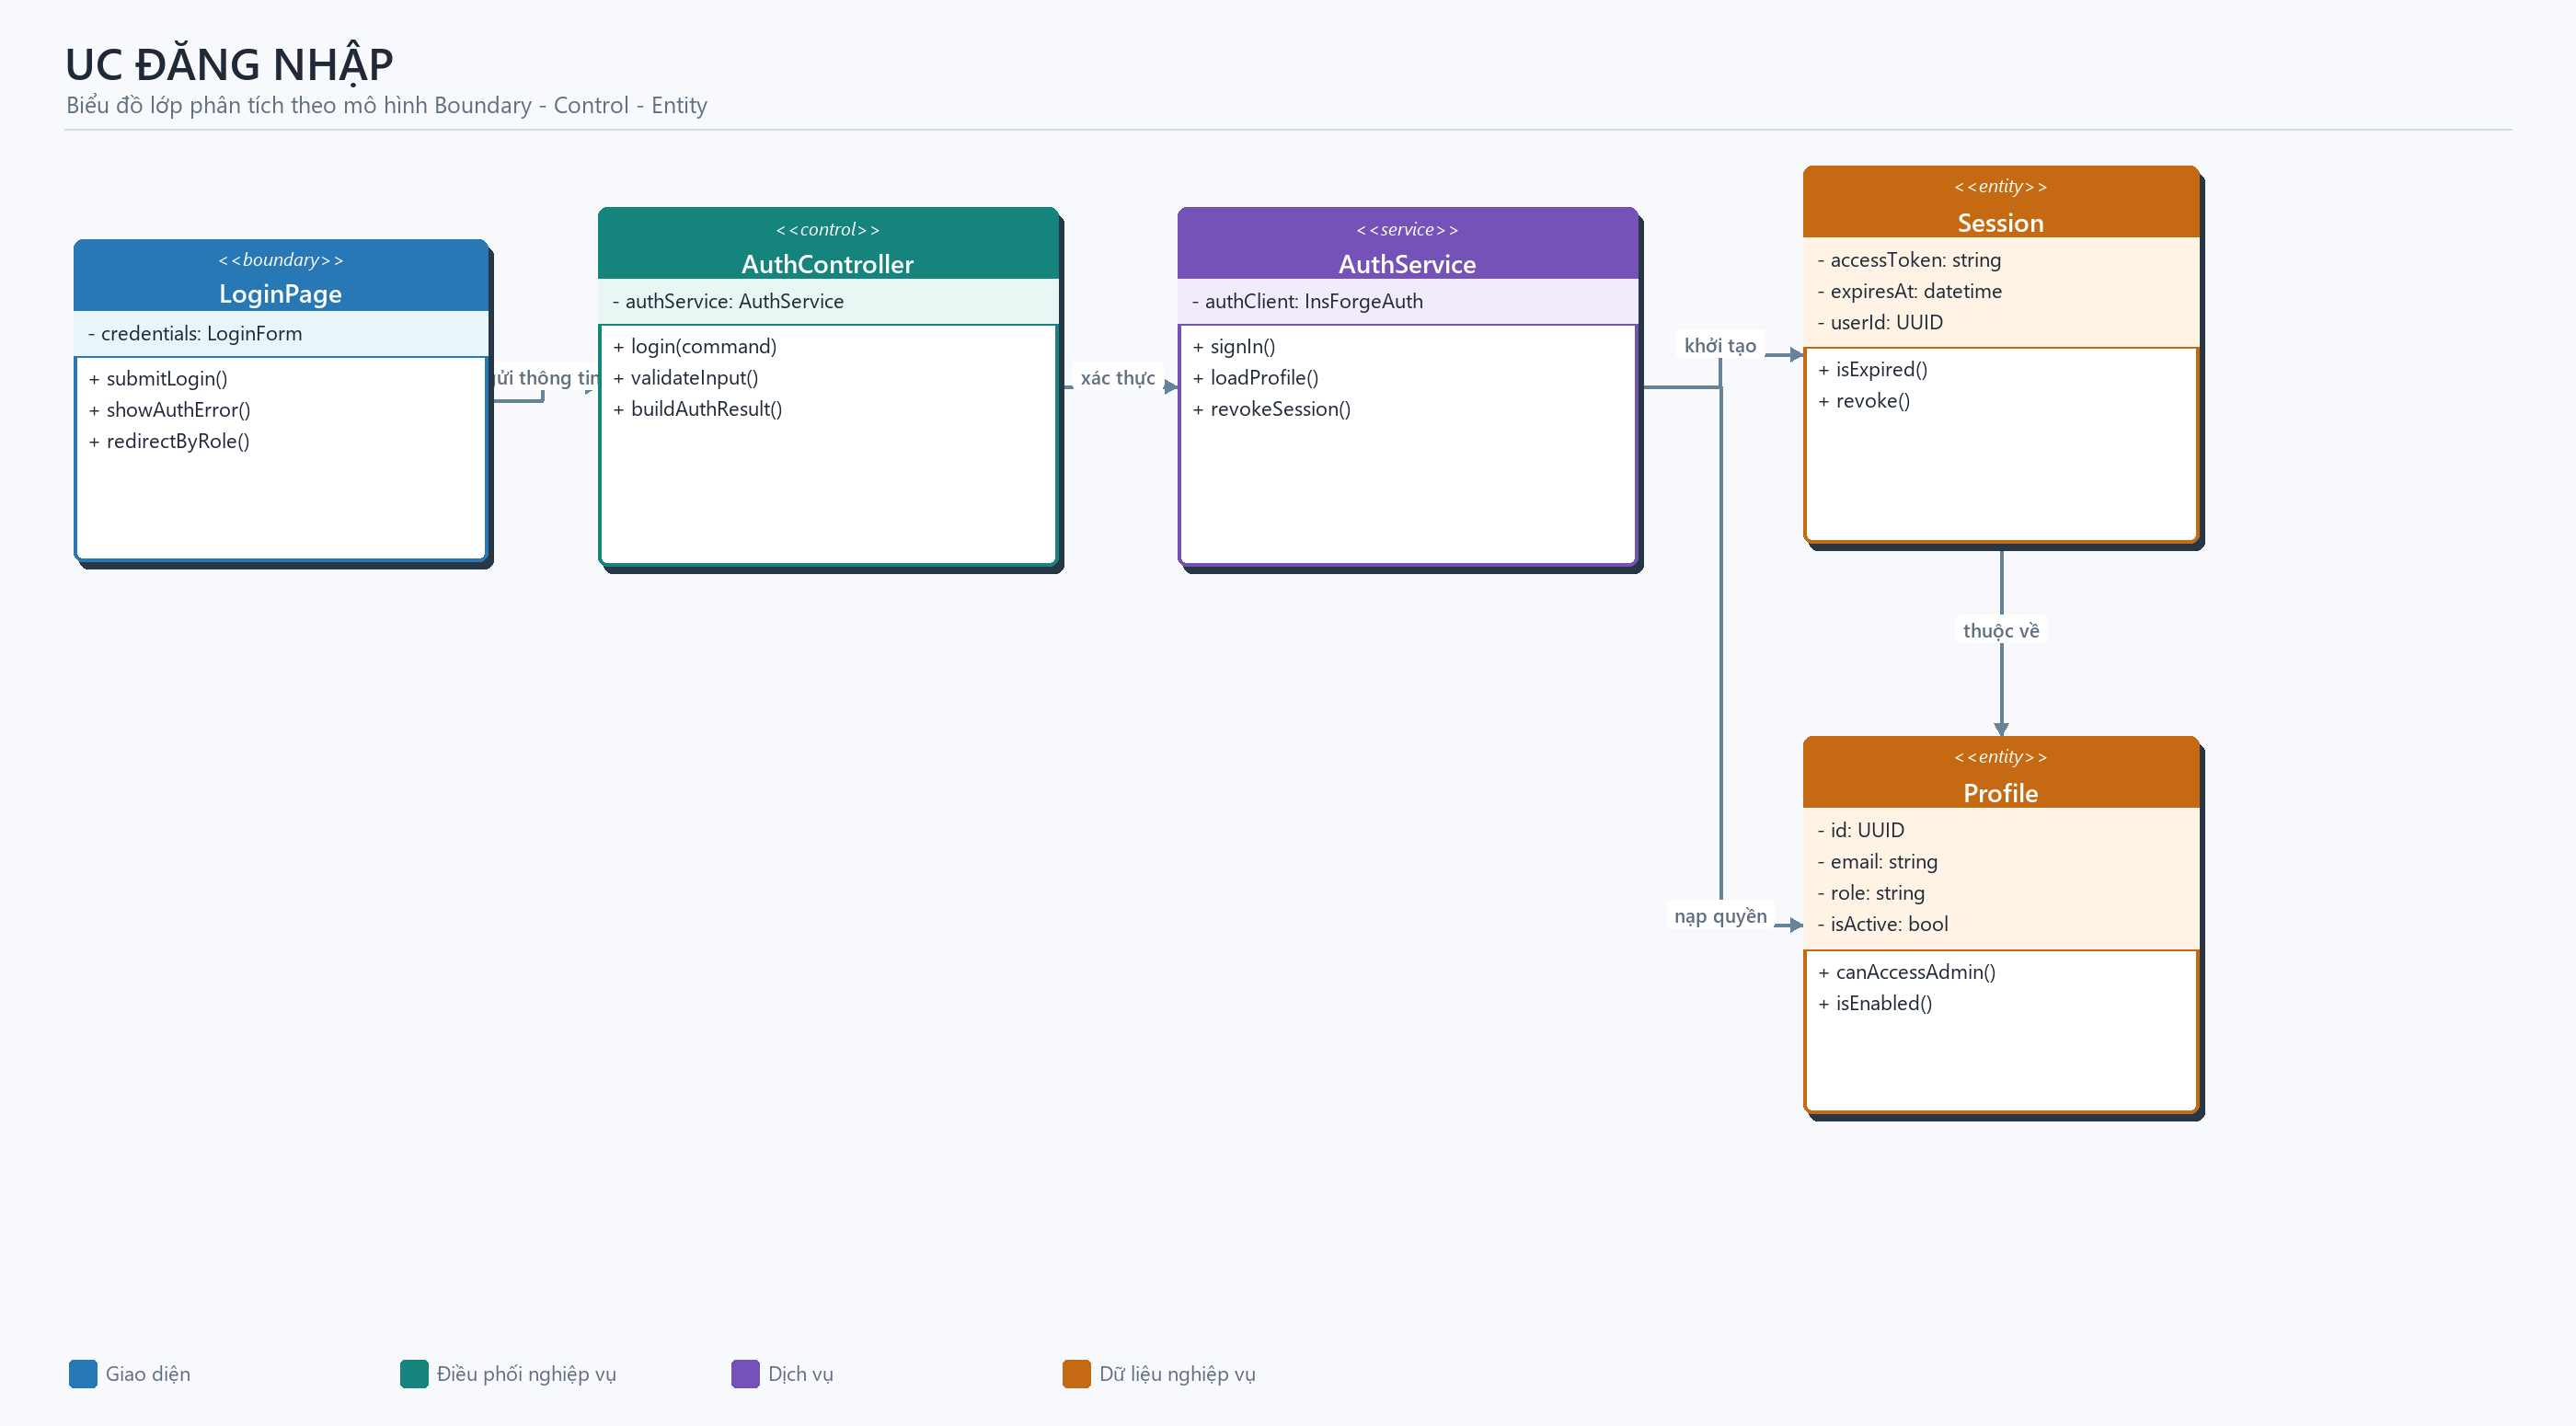 UC ĐĂNG NHẬP
Biểu đồ lớp phân tích theo mô hình Boundary - Control - Entity
<<boundary>>
LoginPage
- credentials: LoginForm
+ submitLogin()
+ showAuthError()
+ redirectByRole()
thông tin
<<control>>
AuthController
- authService: AuthService
+ login(command)
+ validateInput()
+ buildAuthResult()
xác thực
<<service>>
AuthService
- authClient: InsForgeAuth
+ signIn()
+ loadProfile()
+ revokeSession()
khởi tạo
<<entity>>
Session
- accessToken: string
- expiresAt: datetime
- userId: UUID
+ isExpired()
+ revoke()
thuộc về
nạp quyền
<<entity>>
Profile
- id: UUID
- email: string
- role: string
- isActive: bool
+ canAccessAdmin()
+ isEnabled()
Giao diện
Điều phối nghiệp vụ
Dịch vụ
Dữ liệu nghiệp vụ